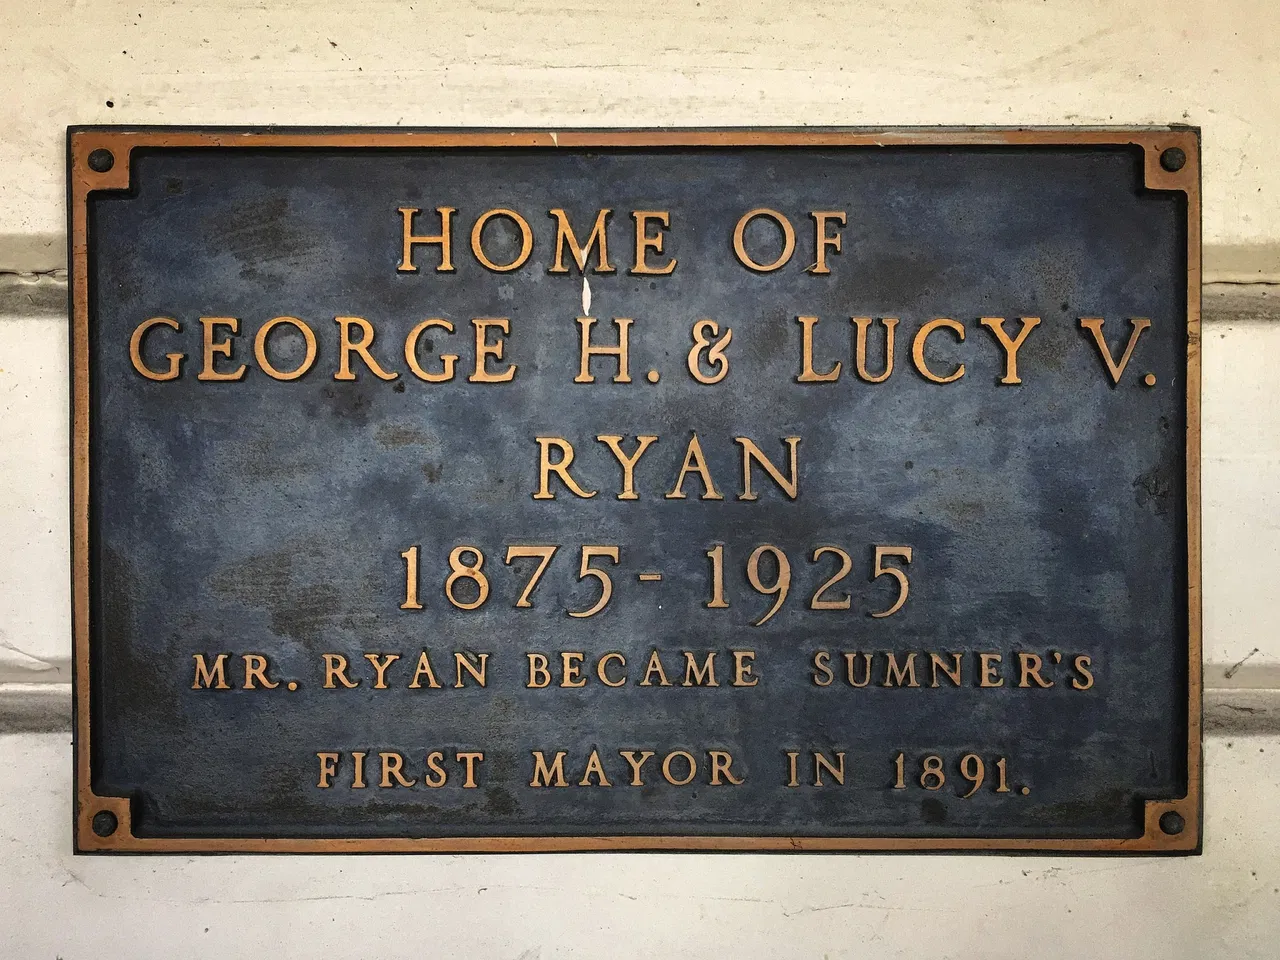 HOME OF
GEORGE H. & LUCY V.
RYAN
1875-1925
MR. RYAN BECAME SUMNER'S
FIRST MAYOR IN 1891.